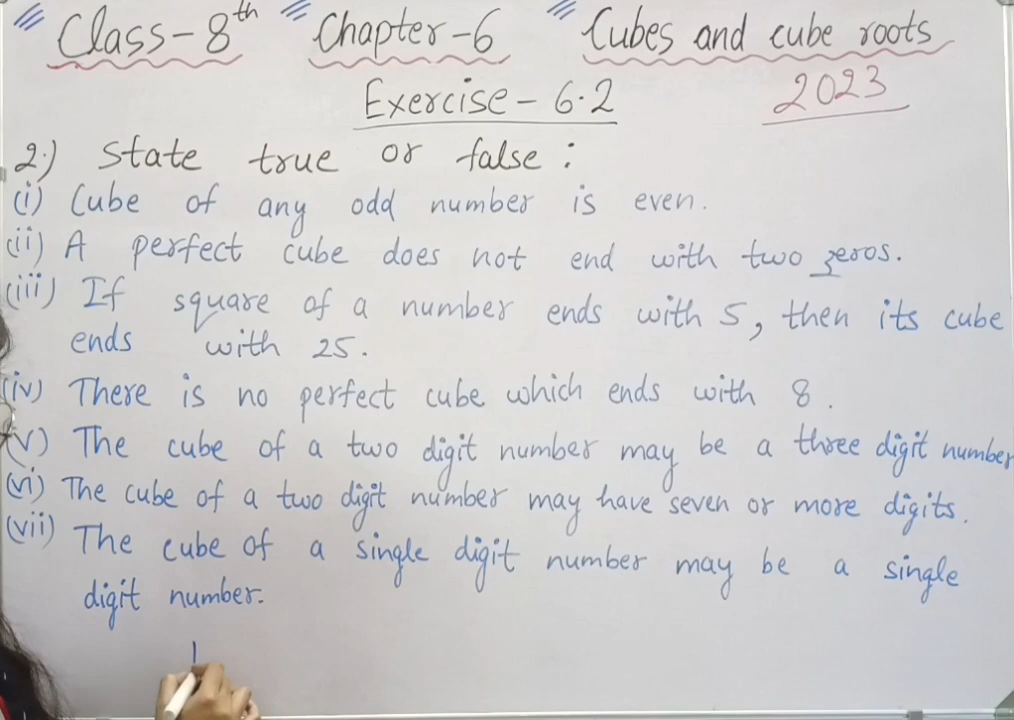 Class-8th Chapter-6 Cubes and cube roots
Exercise-6.2 2023
2.) State true or false:
(i) Cube of any odd number is even.
(ii) A perfect cube does not end with two zeros.
(iii) If square of a number ends with 5, then its cube
ends with 25.
(iv) There is no perfect cube which ends with 8.
(v) The cube of a two digit number may be a three digit number
(vi) The cube of a two digit number may have seven or more digits.
(vii) The cube of a single digit number may be a single
digit number.